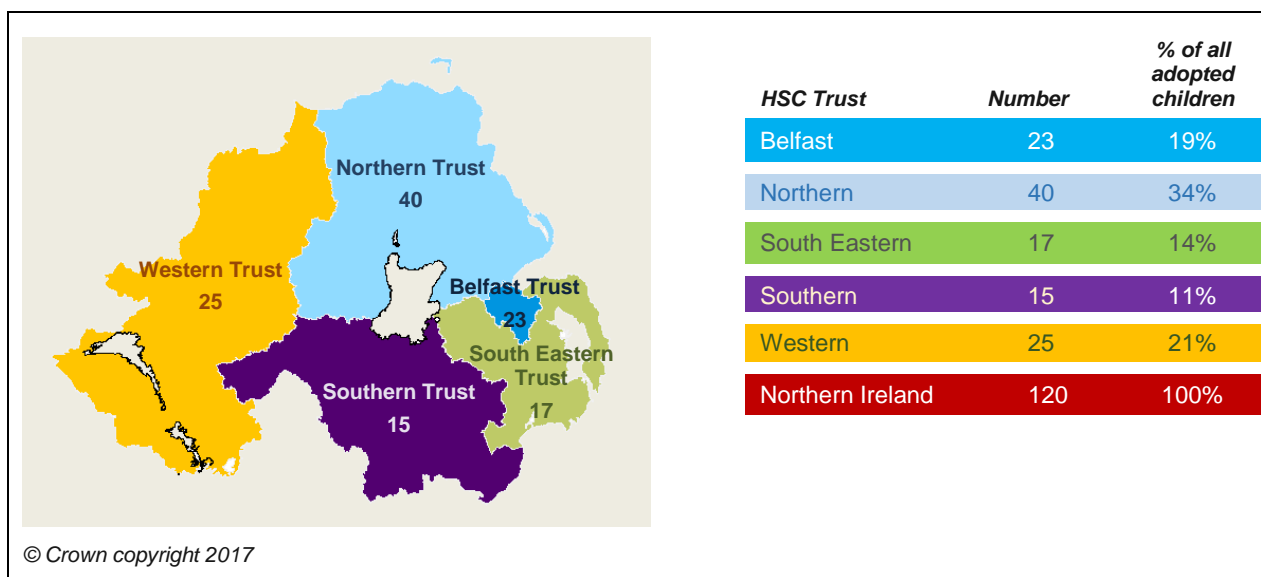 Northern Trust
40
Western Trust
25
Belfast Trust
23
South Eastern
Trust
17
Southern Trust
15
© Crown copyright 2017
HSC Trust Number % of all adopted children
Belfast 23 19%
Northern 40 34%
South Eastern 17 14%
Southern 15 11%
Western 25 21%
Northern Ireland 120 100%